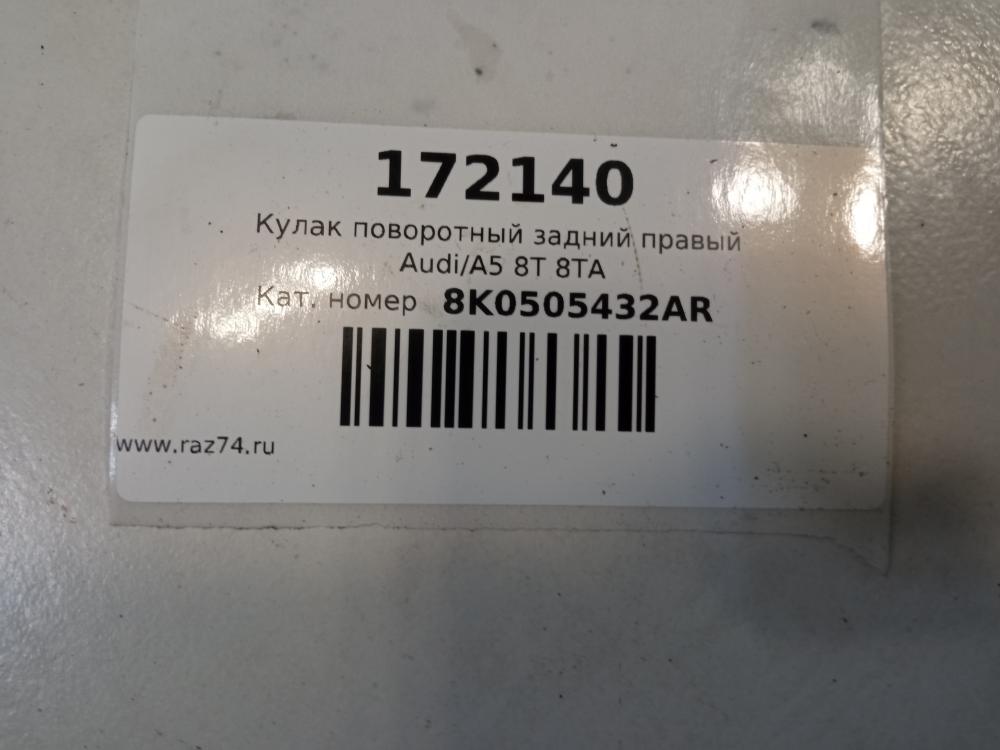 172140
Кулак поворотный задний правый
Audi/A5 8T 8TA
Кат. номер 8K0505432AR
www.raz74.ru